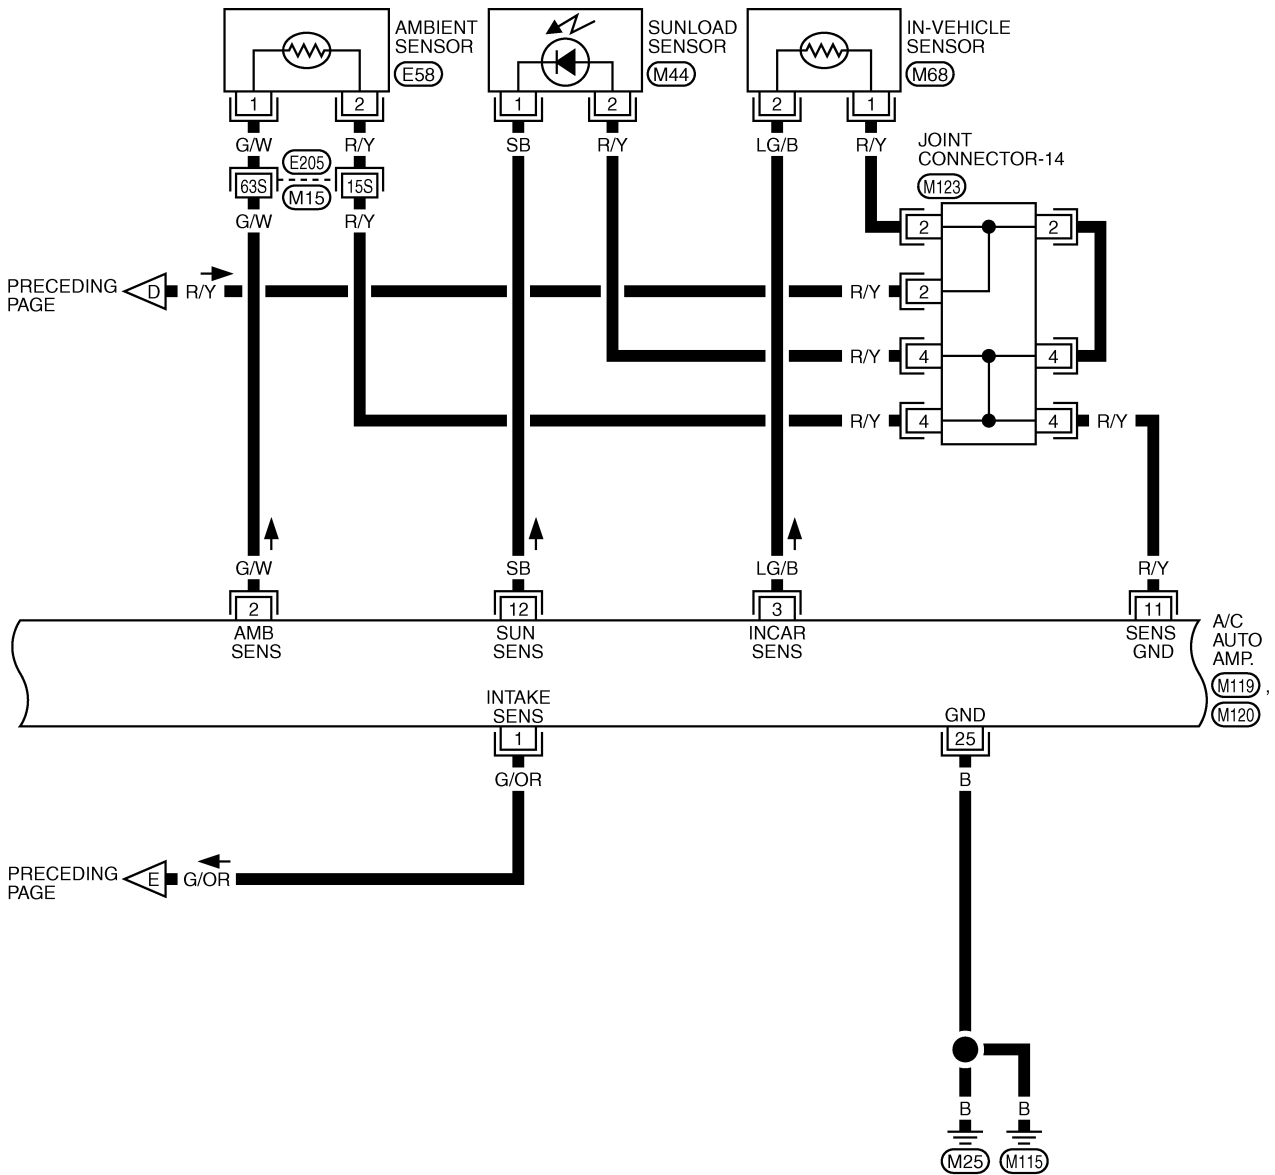 AMBIENT
SENSOR
E58
SUNLOAD
SENSOR
M44
IN-VEHICLE
SENSOR
M68
1
2
1
2
2
1
G/W
R/Y
SB
R/Y
LG/B
R/Y
JOINT
CONNECTOR-14
M123
E205
63S
15S
M15
G/W
R/Y
2
2
PRECEDING
PAGE
D
R/Y
R/Y
2
R/Y
4
4
R/Y
4
4
R/Y
G/W
SB
LG/B
R/Y
2
12
3
11
AMB
SENS
SUN
SENS
INCAR
SENS
SENS
GND
A/C
AUTO
AMP.
M119 ,
M120
INTAKE
SENS
GND
1
25
G/OR
B
PRECEDING
PAGE
E
G/OR
B
B
M25
M115